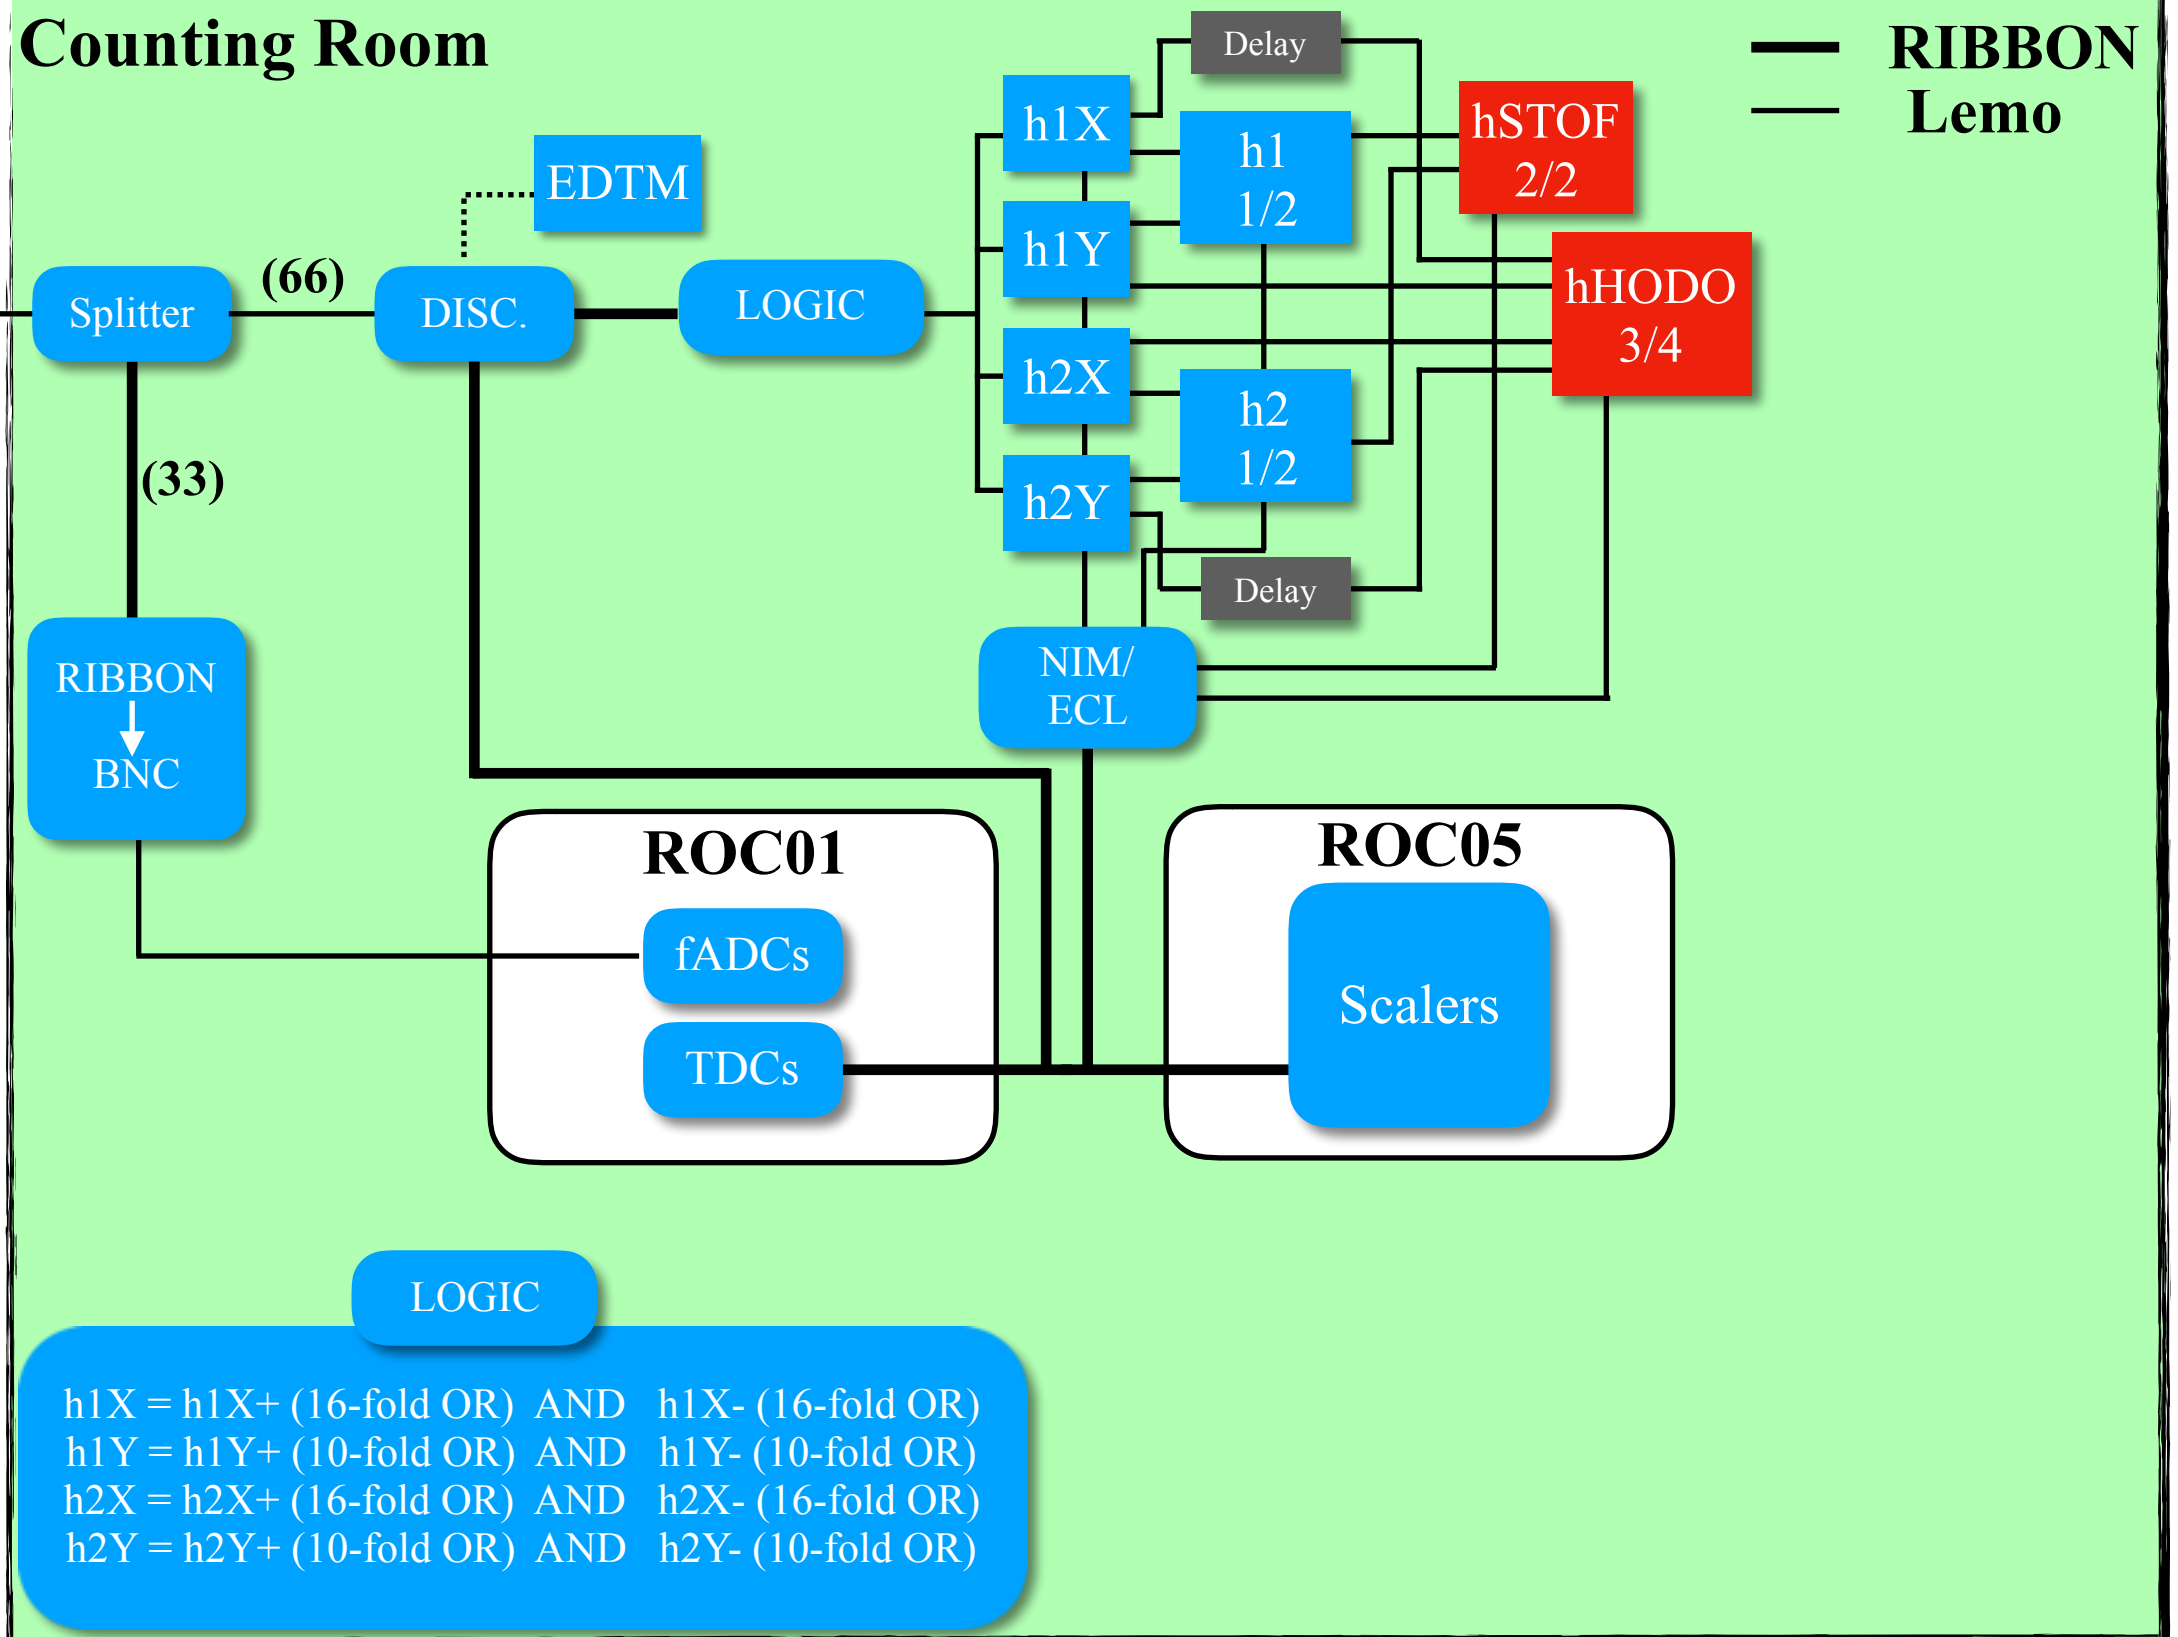 Counting Room
RIBBON
Lemo
Delay
h1X
h1
1/2
hSTOF
2/2
EDTM
h1Y
hHODO
3/4
Splitter
(66)
DISC.
LOGIC
h2X
h2
1/2
h2Y
(33)
Delay
RIBBON
BNC
NIM/
ECL
ROC01
fADCs
TDCs
ROC05
Scalers
LOGIC
h1X = h1X+ (16-fold OR) AND h1X- (16-fold OR)
h1Y = h1Y+ (10-fold OR) AND h1Y- (10-fold OR)
h2X = h2X+ (16-fold OR) AND h2X- (16-fold OR)
h2Y = h2Y+ (10-fold OR) AND h2Y- (10-fold OR)